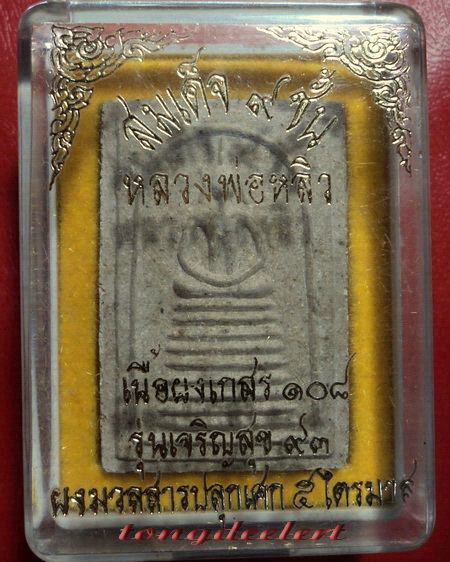 สมเด็จ ๙ ชั้น
หลวงพ่อหลิว
เนื้อผงเกสร ๑๐๘
รุ่นเจริญสุข ๙๓
ผงมวลสารปลุกเศก ๕ ไตรมาส
tongdeelert